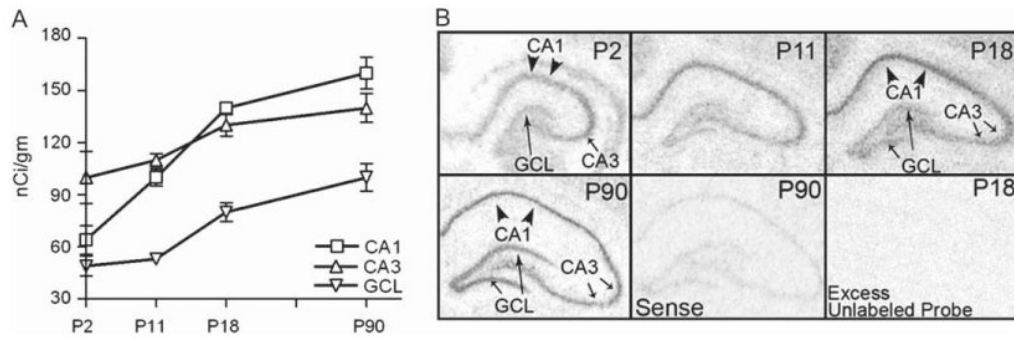 A
nCi/gm
180
150
120
90
60
30
P2
P11
P18
P90
CA1
CA3
GCL
B
P2
CA1
GCL
CA3
P11
P18
CA1
CA3
GCL
P90
CA1
CA3
GCL
P90
Sense
P18
Excess
Unlabeled Probe